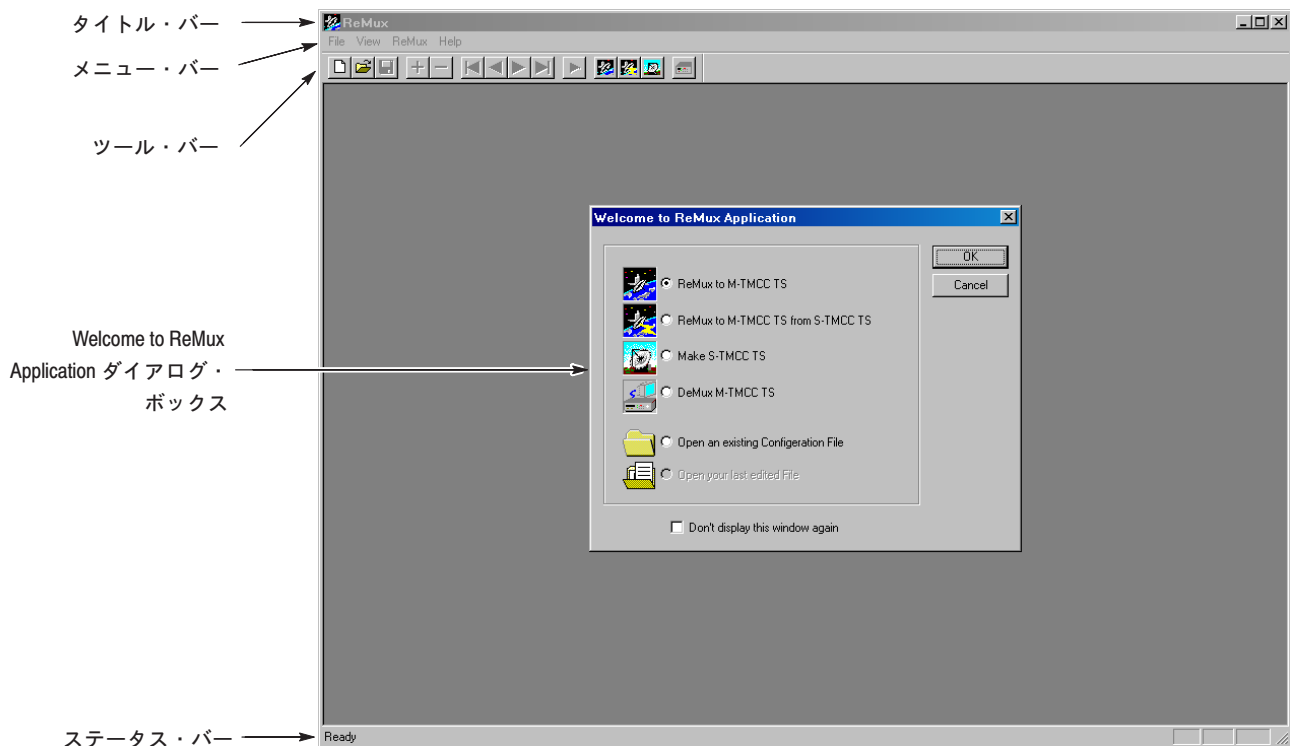 タイトル・バー
ReMux
メニュー・バー
File View ReMux Help
ツール・バー
Welcome to ReMux
Application ダイアログ・
ボックス
Welcome to ReMux Application
OK
Cancel
ReMux to M-TMCC TS
ReMux to M-TMCC TS from S-TMCC TS
Make S-TMCC TS
DeMux M-TMCC TS
Open an existing Configeration File
Open your last edited File
Don't display this window again
ステータス・バー
Ready